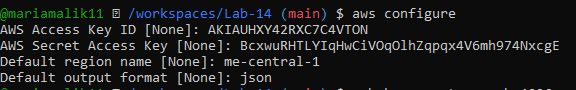 @mariamalik11 /workspaces/Lab-14 (main) $ aws configure
AWS Access Key ID [None]: AKIAUHXY42RXC7C4VTON
AWS Secret Access Key [None]: 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
Default region name [None]: me-central-1
Default output format [None]: json